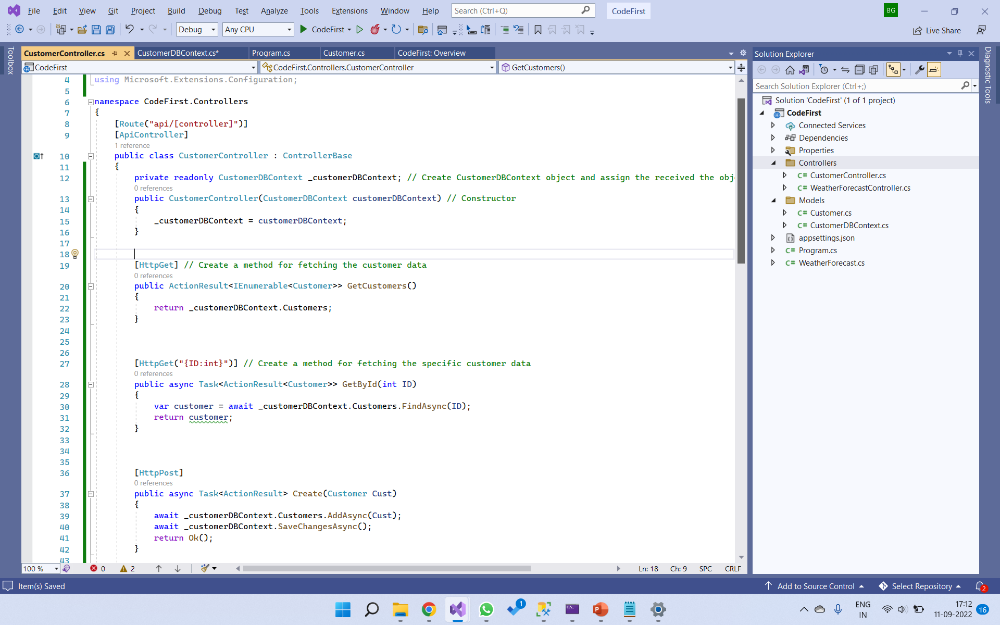 File Edit View Git Project Build Debug Test Analyze Tools Extensions Window Help Search (Ctrl+Q) CodeFirst BG
Debug Any CPU CodeFirst Live Share
Toolbox
CustomerController.cs CustomerDBContext.cs* Program.cs Customer.cs CodeFirst: Overview
CodeFirst CodeFirst.Controllers.CustomerController GetCustomers()
4 using Microsoft.Extensions.Configuration;
5
6 namespace CodeFirst.Controllers
7 {
8 [Route("api/[controller]")]
9 [ApiController]
1 reference
10 public class CustomerController : ControllerBase
11 {
12 private readonly CustomerDBContext _customerDBContext; // Create CustomerDBContext object and assign the received the obj
0 references
13 public CustomerController(CustomerDBContext customerDBContext) // Constructor
14 {
15 _customerDBContext = customerDBContext;
16 }
17
18
19 [HttpGet] // Create a method for fetching the customer data
0 references
20 public ActionResult<IEnumerable<Customer>> GetCustomers()
21 {
22 return _customerDBContext.Customers;
23 }
24
25
26
27 [HttpGet("{ID:int}")] // Create a method for fetching the specific customer data
0 references
28 public async Task<ActionResult<Customer>> GetById(int ID)
29 {
30 var customer = await _customerDBContext.Customers.FindAsync(ID);
31 return customer;
32 }
33
34
35
36 [HttpPost]
0 references
37 public async Task<ActionResult> Create(Customer Cust)
38 {
39 await _customerDBContext.Customers.AddAsync(Cust);
40 await _customerDBContext.SaveChangesAsync();
41 return Ok();
42 }
43
100 % 0 2 Ln: 18 Ch: 9 SPC CRLF
Solution Explorer
Search Solution Explorer (Ctrl+;)
Solution 'CodeFirst' (1 of 1 project)
CodeFirst
Connected Services
Dependencies
Properties
Controllers
C# CustomerController.cs
C# WeatherForecastController.cs
Models
C# Customer.cs
C# CustomerDBContext.cs
appsettings.json
C# Program.cs
C# WeatherForecast.cs
Diagnostic Tools
Item(s) Saved Add to Source Control Select Repository 2
1
ENG
IN
17:12
11-09-2022
16